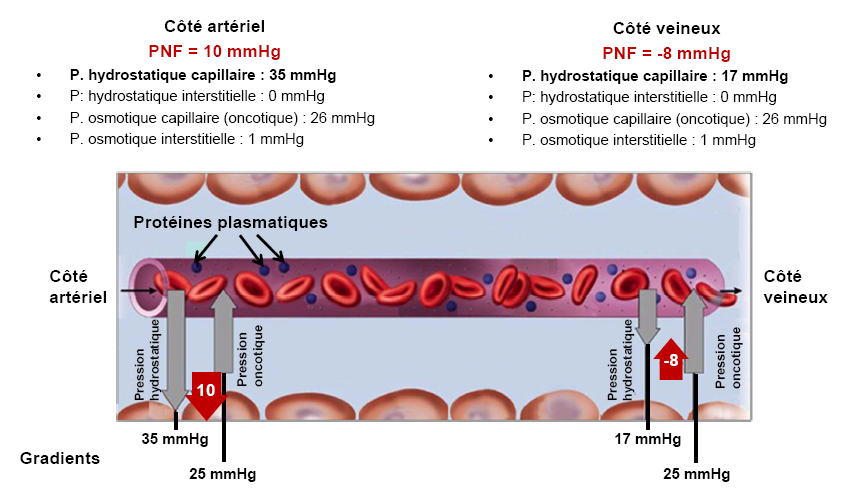 Côté artériel
PNF = 10 mmHg
• P. hydrostatique capillaire : 35 mmHg
• P: hydrostatique interstitielle : 0 mmHg
• P. osmotique capillaire (oncotique) : 26 mmHg
• P. osmotique interstitielle : 1 mmHg
Côté veineux
PNF = -8 mmHg
• P. hydrostatique capillaire : 17 mmHg
• P: hydrostatique interstitielle : 0 mmHg
• P. osmotique capillaire (oncotique) : 26 mmHg
• P. osmotique interstitielle : 1 mmHg
Protéines plasmatiques
Côté
artériel
Côté
veineux
Pression
hydrostatique
10
Pression
oncotique
Pression
hydrostatique
-8
Pression
oncotique
35 mmHg
17 mmHg
Gradients
25 mmHg
25 mmHg